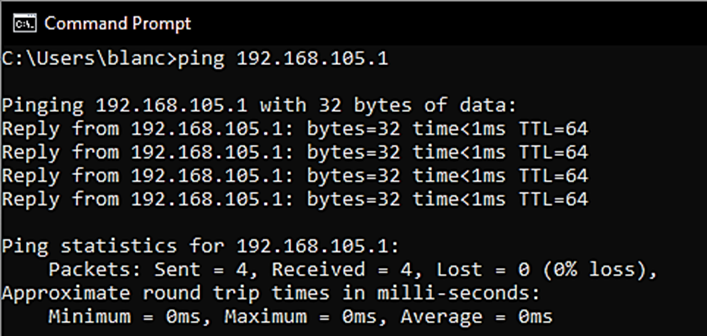 Command Prompt
C:\Users\blanc>ping 192.168.105.1
Pinging 192.168.105.1 with 32 bytes of data:
Reply from 192.168.105.1: bytes=32 time<1ms TTL=64
Reply from 192.168.105.1: bytes=32 time<1ms TTL=64
Reply from 192.168.105.1: bytes=32 time<1ms TTL=64
Reply from 192.168.105.1: bytes=32 time<1ms TTL=64
Ping statistics for 192.168.105.1:
    Packets: Sent = 4, Received = 4, Lost = 0 (0% loss),
Approximate round trip times in milli-seconds:
    Minimum = 0ms, Maximum = 0ms, Average = 0ms